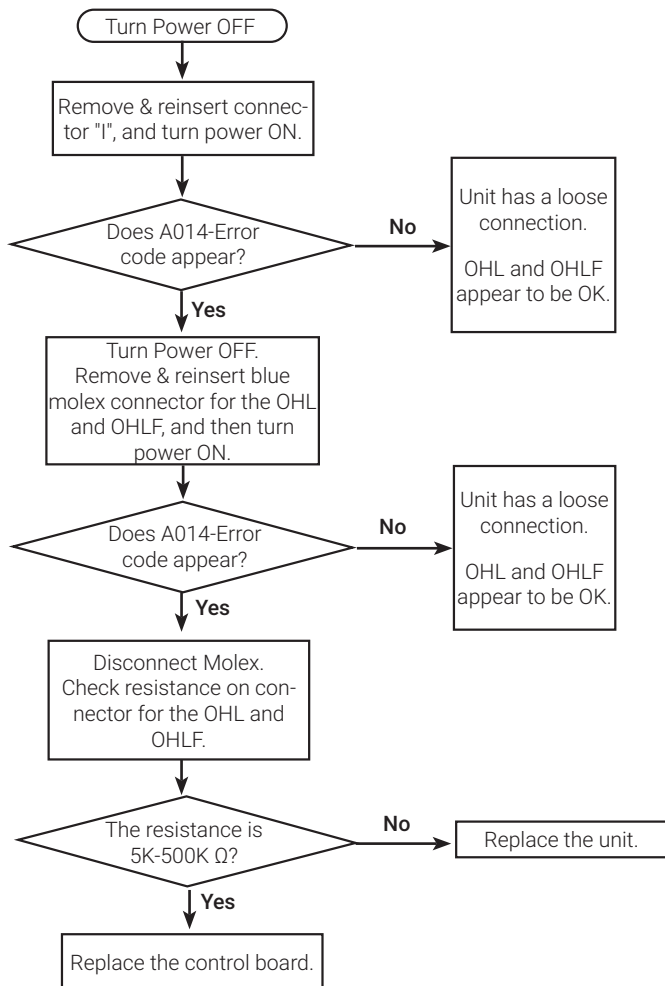 Turn Power OFF
Remove & reinsert connec-
tor "I", and turn power ON.
Does A014-Error
code appear?
No
Unit has a loose
connection.
OHL and OHLF
appear to be OK.
Yes
Turn Power OFF.
Remove & reinsert blue
molex connector for the OHL
and OHLF, and then turn
power ON.
Does A014-Error
code appear?
No
Unit has a loose
connection.
OHL and OHLF
appear to be OK.
Yes
Disconnect Molex.
Check resistance on con-
nector for the OHL and
OHLF.
The resistance is
5K-500K Ω?
No
Replace the unit.
Yes
Replace the control board.